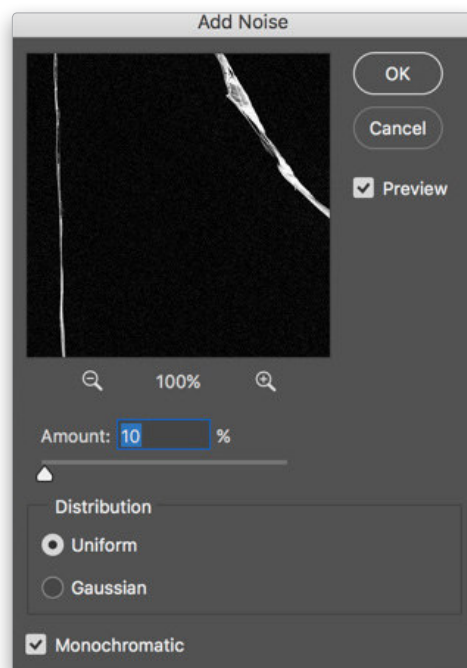 Add Noise
OK
Cancel
Preview
100%
Amount: 10 %
Distribution
Uniform
Gaussian
Monochromatic